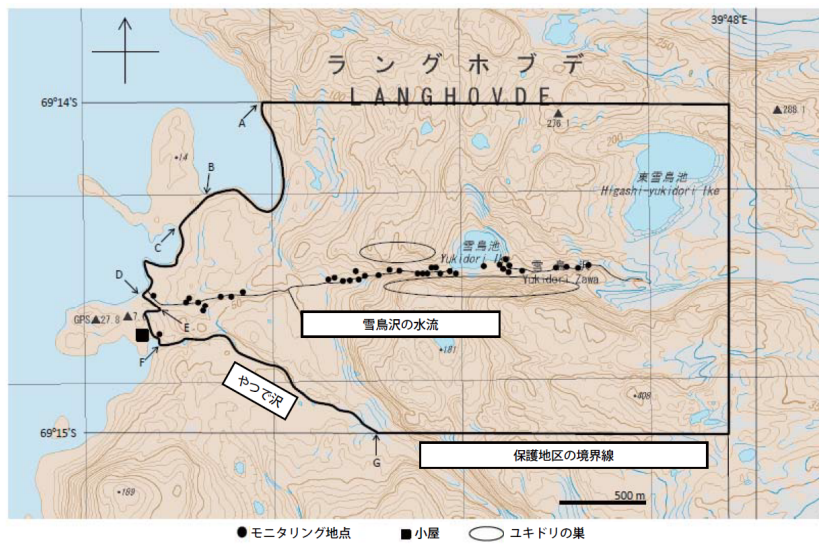 39°48′E
ラングホブデ
LANGHOVDE
69°14′S
A
276.1
288.1
200
・14
B
東雪鳥池
Higashi-yukidori Ike
C
雪鳥池
Yukidori Ik
雪鳥沢
Yukidori Zawa
D
E
GPS
27.8
7.6
50
雪鳥沢の水流
・181
F
やつで沢
・408
69°15′S
G
保護地区の境界線
・189
500 m
モニタリング地点
小屋
ユキドリの巣